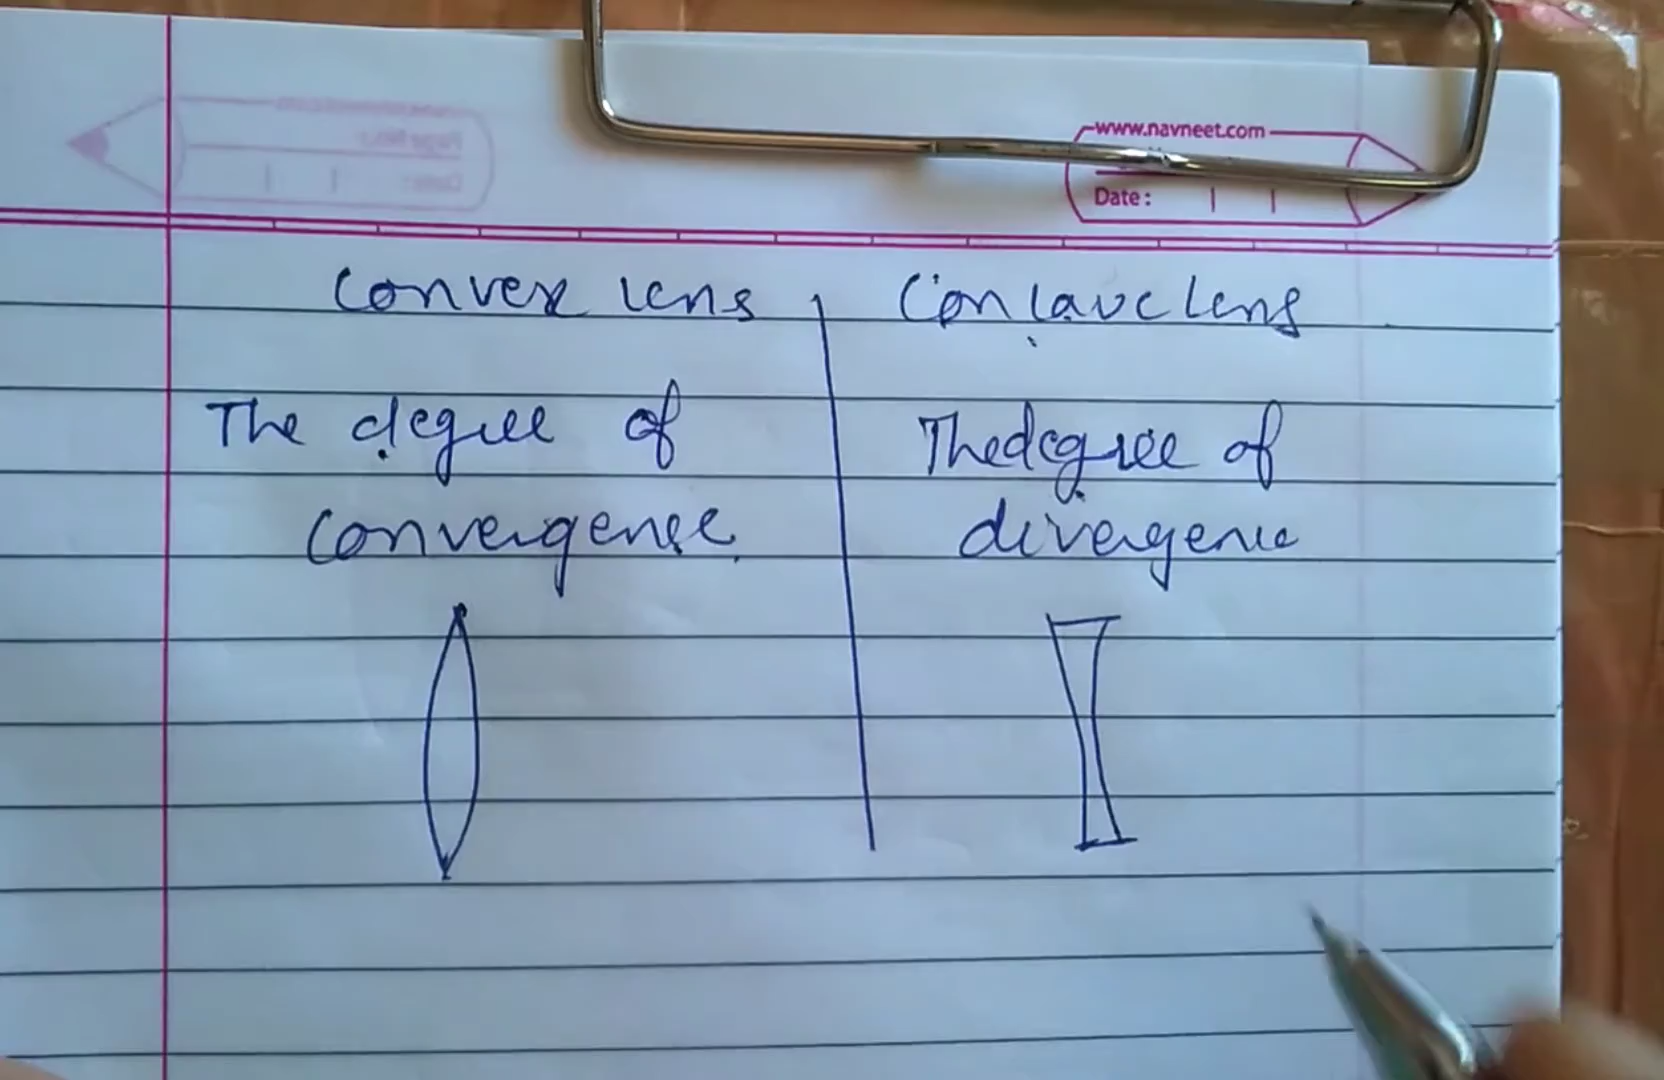 www.navneet.com
Date:
Convex lens
The degree of
convergence
Concave lens
The degree of
divergence